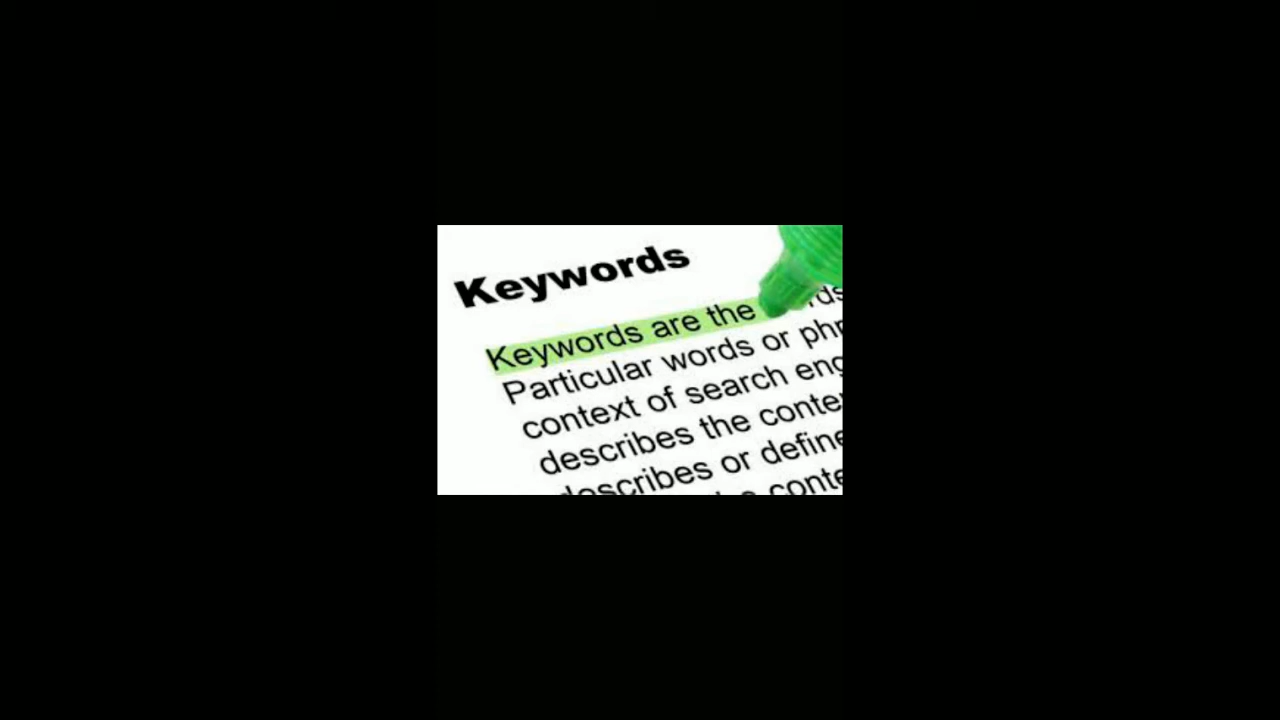 Keywords
Keywords are the
Particular words or
context of search
describes the
describes or